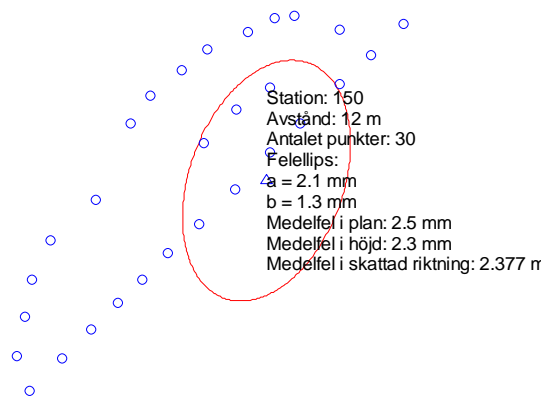 Station: 150
Avstånd: 12 m
Antalet punkter: 30
Felellips:
a = 2.1 mm
b = 1.3 mm
Medelfel i plan: 2.5 mm
Medelfel i höjd: 2.3 mm
Medelfel i skattad riktning: 2.377 m